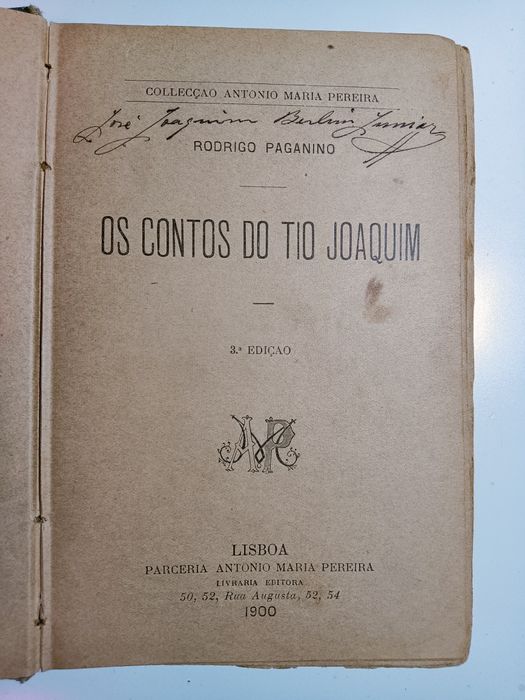 COLLECÇÃO ANTONIO MARIA PEREIRA
José Joaquim Junior
RODRIGO PAGANINO
OS CONTOS DO TIO JOAQUIM
3.ª EDIÇÃO
AMP
LISBOA
PARCERIA ANTONIO MARIA PEREIRA
LIVRARIA EDITORA
50, 52, Rua Augusta, 52, 54
1900